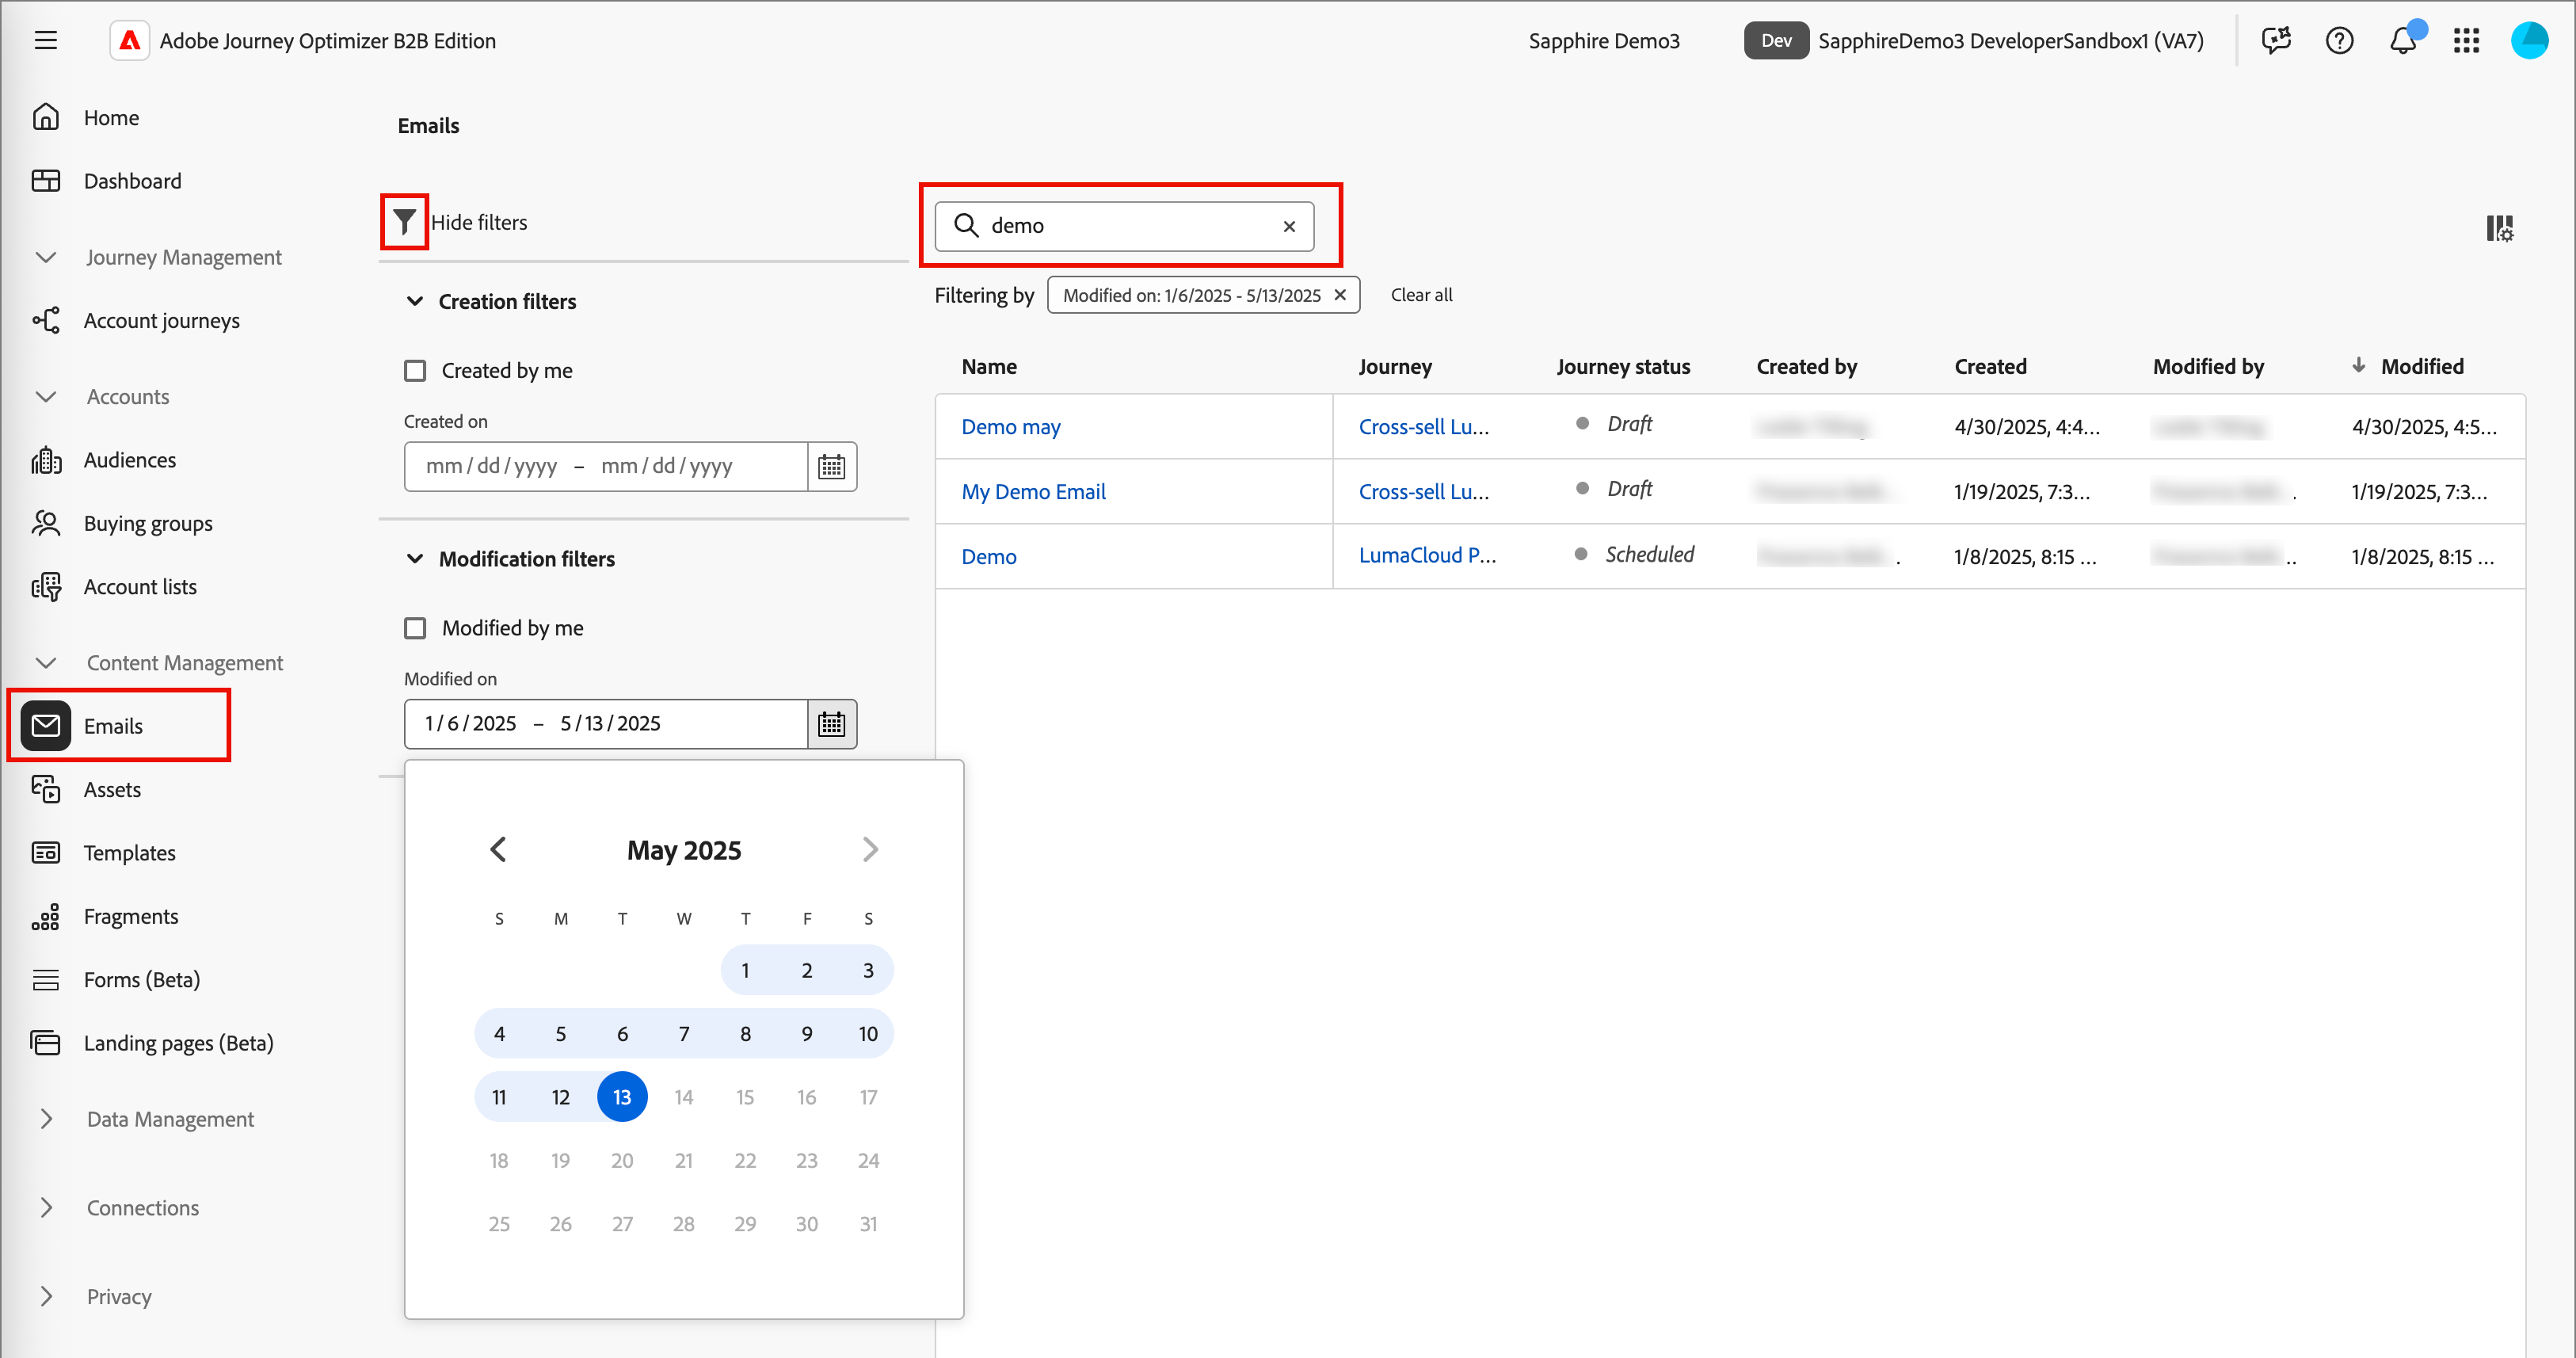 Adobe Journey Optimizer B2B Edition
Sapphire Demo3
Dev
SapphireDemo3 DeveloperSandbox1 (VA7)
Home
Dashboard
Journey Management
Account journeys
Accounts
Audiences
Buying groups
Account lists
Content Management
Emails
Assets
Templates
Fragments
Forms (Beta)
Landing pages (Beta)
Data Management
Connections
Privacy
Emails
Hide filters
Creation filters
Created by me
Created on
mm / dd / yyyy – mm / dd / yyyy
Modification filters
Modified by me
Modified on
1 / 6 / 2025 – 5 / 13 / 2025
May 2025
S M T W T F S
1 2 3
4 5 6 7 8 9 10
11 12 13 14 15 16 17
18 19 20 21 22 23 24
25 26 27 28 29 30 31
demo
Filtering by Modified on: 1/6/2025 - 5/13/2025 Clear all
Name Journey Journey status Created by Created Modified by Modified
Demo may Cross-sell Lu... Draft 4/30/2025, 4:4... 4/30/2025, 4:5...
My Demo Email Cross-sell Lu... Draft 1/19/2025, 7:3... 1/19/2025, 7:3...
Demo LumaCloud P... Scheduled 1/8/2025, 8:15 ... 1/8/2025, 8:15 ...